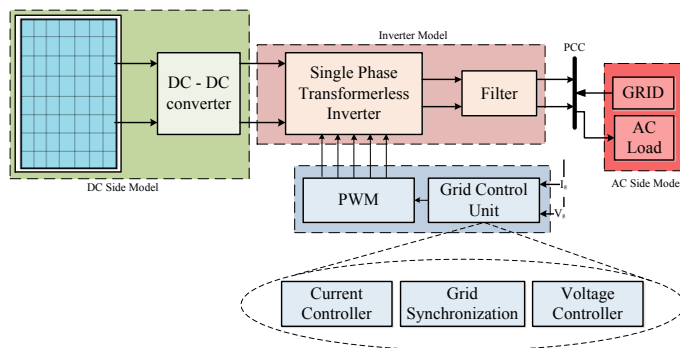 Inverter Model
PCC
DC - DC
converter
Single Phase
Transformerless
Inverter
Filter
GRID
AC
Load
DC Side Model
AC Side Mode
PWM
Grid Control
Unit
Ig
Vg
Current
Controller
Grid
Synchronization
Voltage
Controller